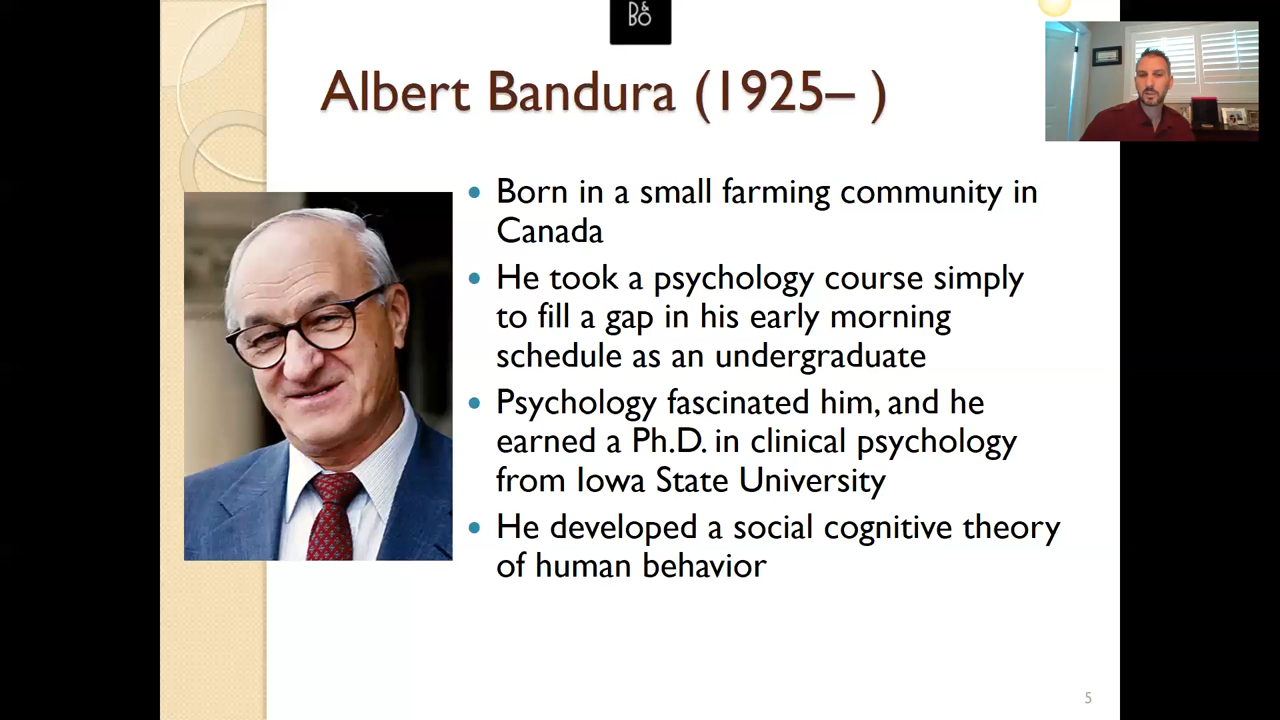 B&O
Albert Bandura (1925– )
• Born in a small farming community in
Canada
• He took a psychology course simply
to fill a gap in his early morning
schedule as an undergraduate
• Psychology fascinated him, and he
earned a Ph.D. in clinical psychology
from Iowa State University
• He developed a social cognitive theory
of human behavior
5